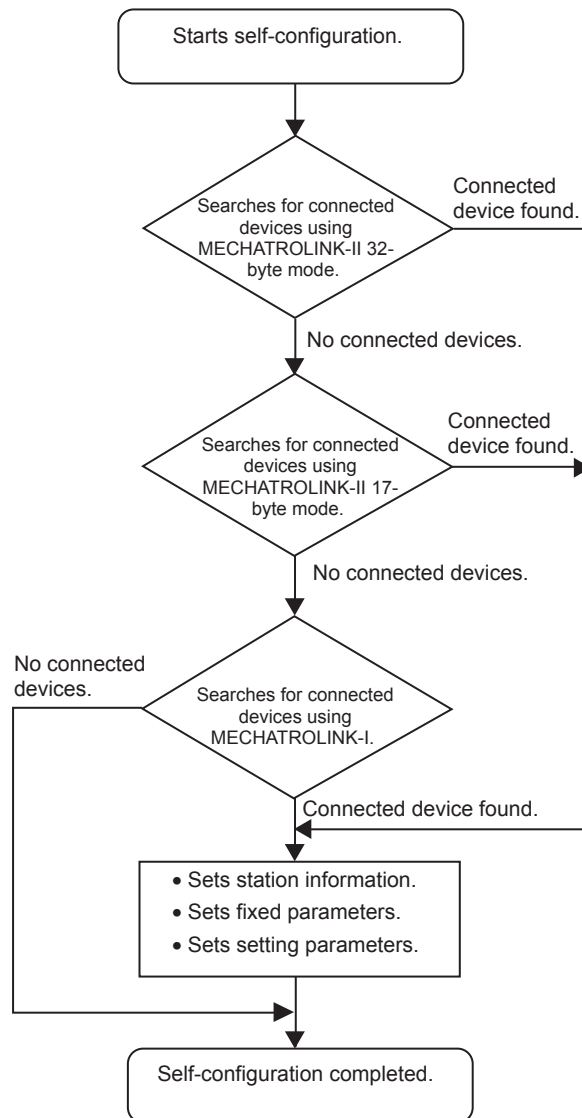 Starts self-configuration.
Connected
device found.
Searches for connected
devices using
MECHATROLINK-II 32-
byte mode.
No connected devices.
Connected
device found.
Searches for connected
devices using
MECHATROLINK-II 17-
byte mode.
No connected devices.
No connected
devices.
Searches for connected
devices using
MECHATROLINK-I.
Connected device found.
• Sets station information.
• Sets fixed parameters.
• Sets setting parameters.
Self-configuration completed.